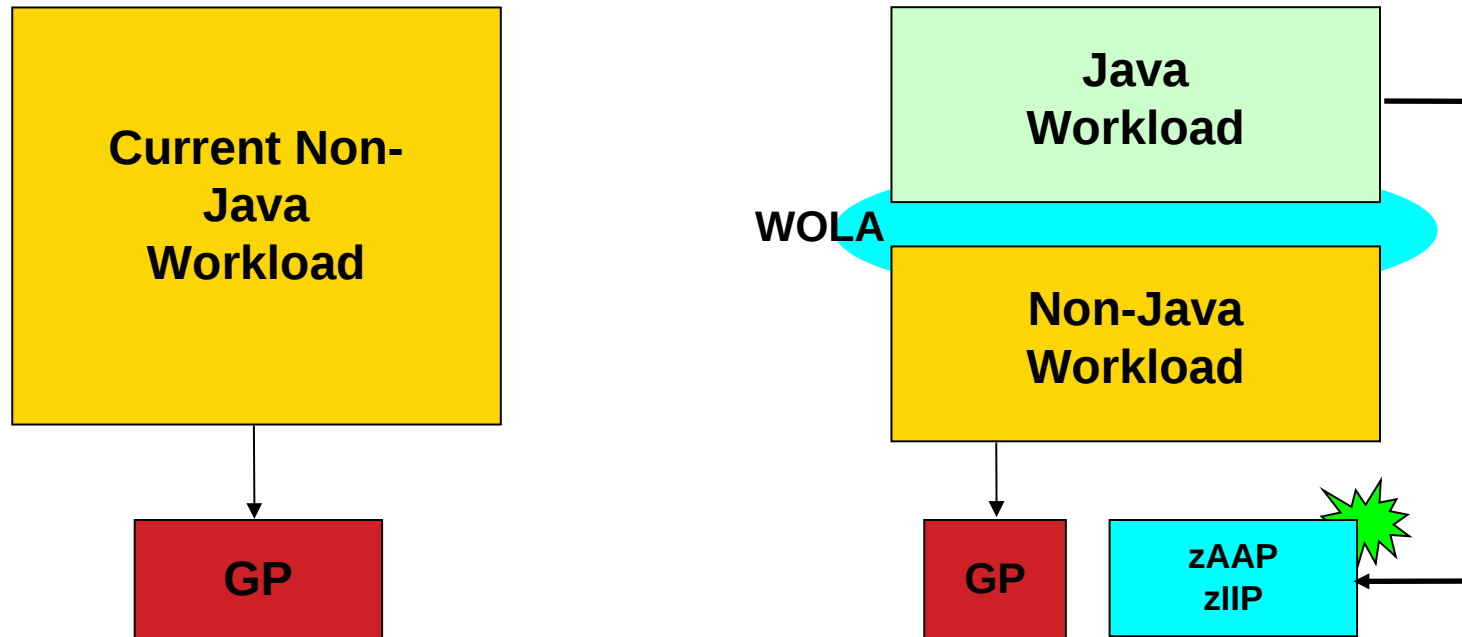 Current Non-
Java
Workload
GP
Java
Workload
WOLA
Non-Java
Workload
GP
zAAP
zIIP